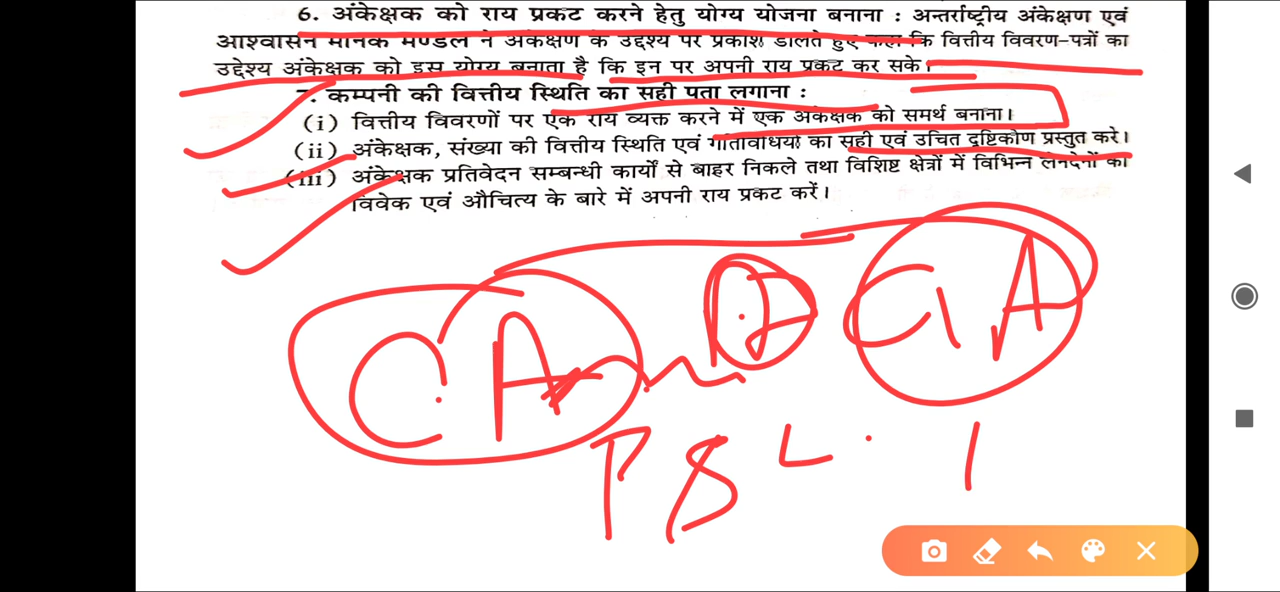 6. अंकेक्षक को राय प्रकट करने हेतु योग्य योजना बनाना : अन्तर्राष्ट्रीय अंकेक्षण एवं
आश्वासन मानक मण्डल ने अंकेक्षण के उद्देश्य पर प्रकाश डालते हुए कहा कि वित्तीय विवरण-पत्रों का
उद्देश्य अंकेक्षक को इस योग्य बनाता है कि इन पर अपनी राय प्रकट कर सके।
7. कम्पनी की वित्तीय स्थिति का सही पता लगाना :
(i) वित्तीय विवरणों पर एक राय व्यक्त करने में एक अंकेक्षक को समर्थ बनाना।
(ii) अंकेक्षक, संख्या की वित्तीय स्थिति एवं गतिविधियों का सही एवं उचित दृष्टिकोण प्रस्तुत करे।
(iii) अंकेक्षक प्रतिवेदन सम्बन्धी कार्यों से बाहर निकले तथा विशिष्ट क्षेत्रों में विभिन्न लेनदेनों का
विवेक एवं औचित्य के बारे में अपनी राय प्रकट करें।
CA